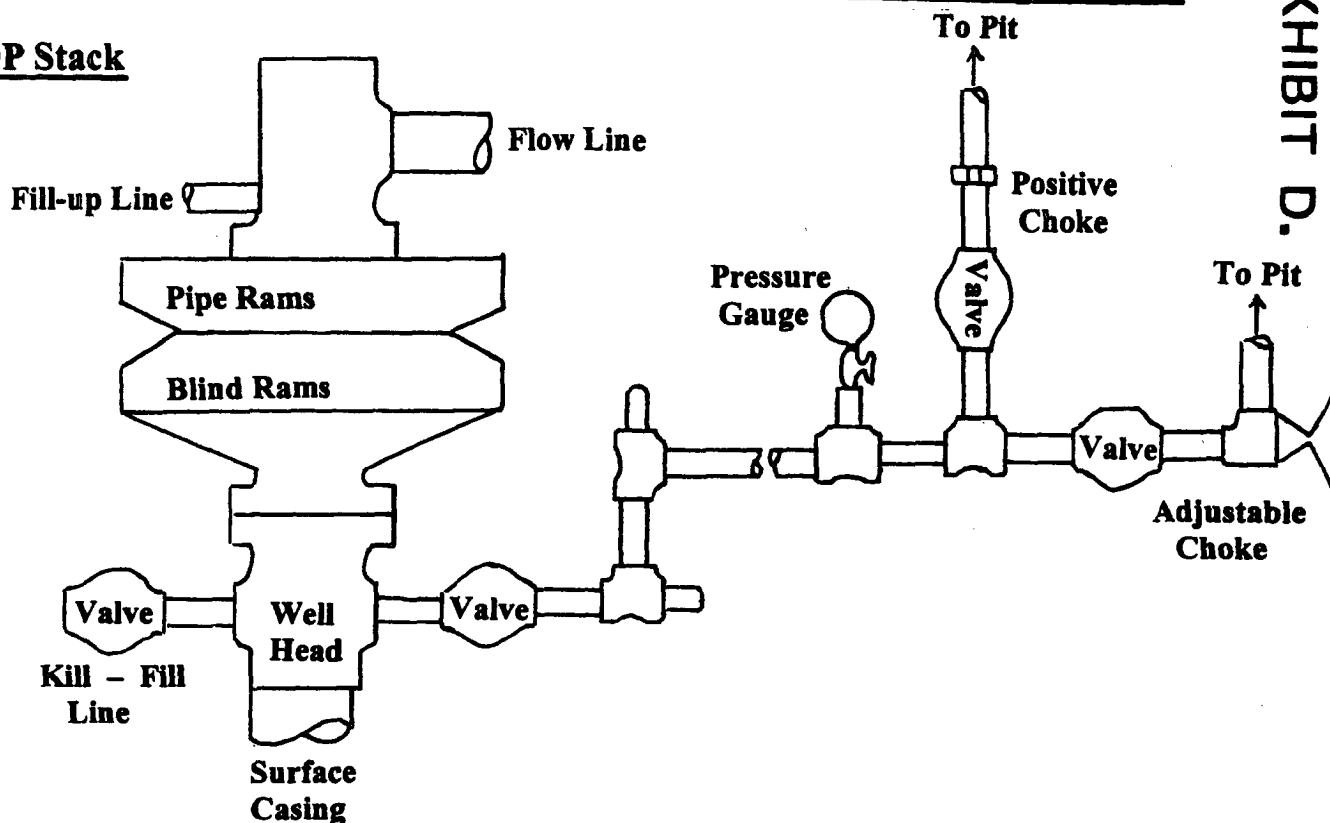 P Stack
To Pit
EXHIBIT D.
Flow Line
Fill-up Line
Positive
Choke
Valve
Pressure
Gauge
To Pit
Pipe Rams
Blind Rams
Valve
Adjustable
Choke
Valve
Well
Head
Valve
Kill – Fill
Line
Surface
Casing